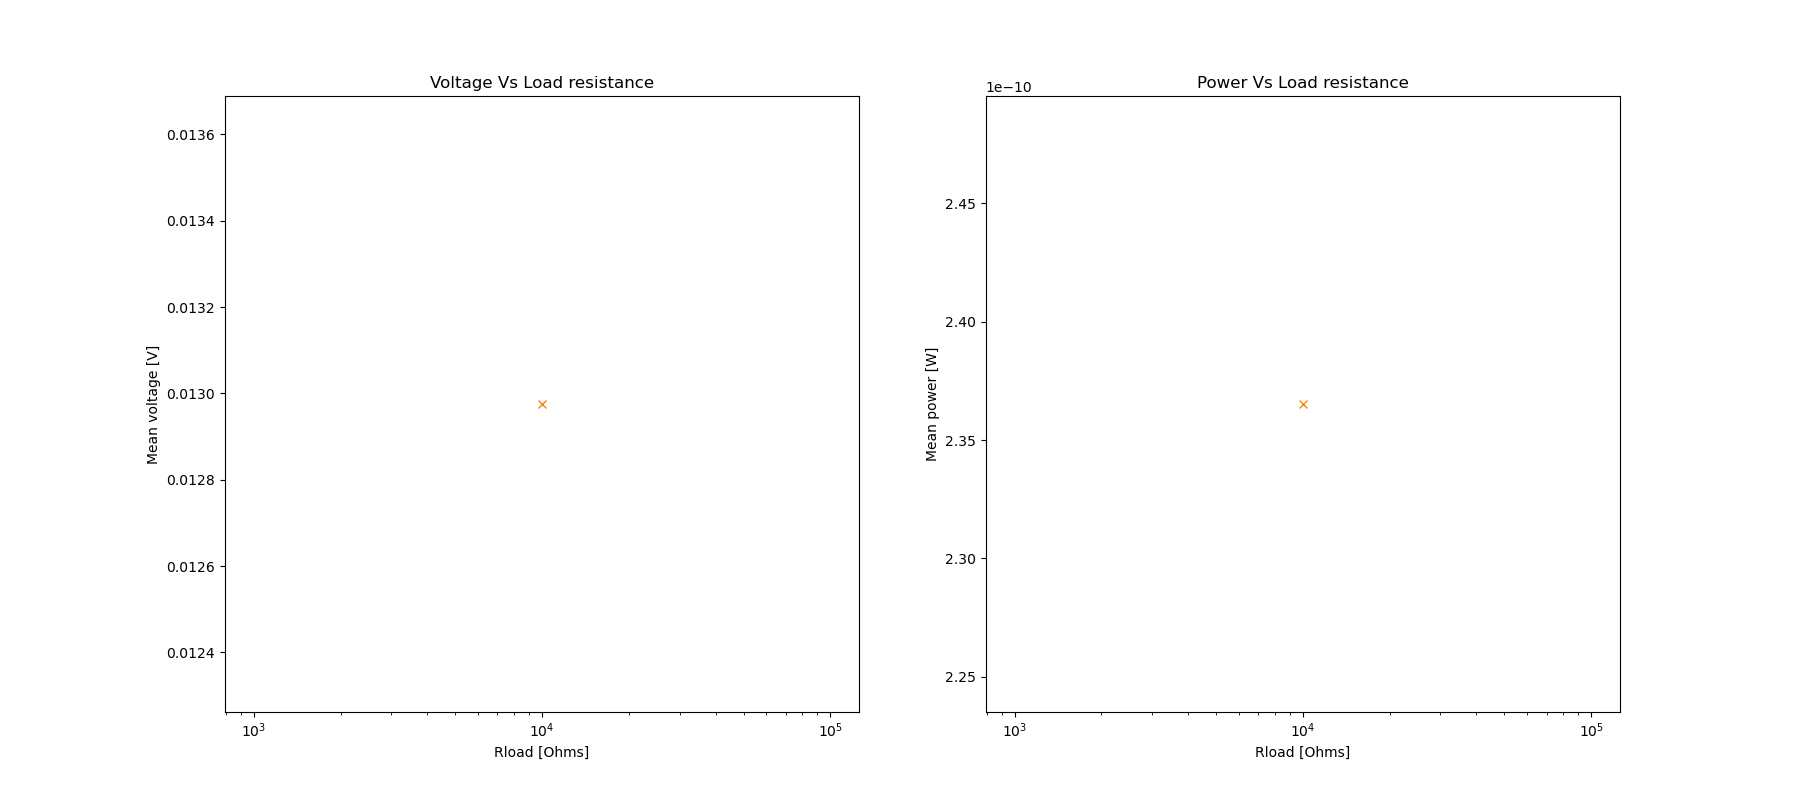 Voltage Vs Load resistance
0.0136
0.0134
0.0132
0.0130
0.0128
0.0126
0.0124
Mean voltage [V]
10³
10⁴
10⁵
Rload [Ohms]
Power Vs Load resistance
1e−10
2.45
2.40
2.35
2.30
2.25
Mean power [W]
10³
10⁴
10⁵
Rload [Ohms]